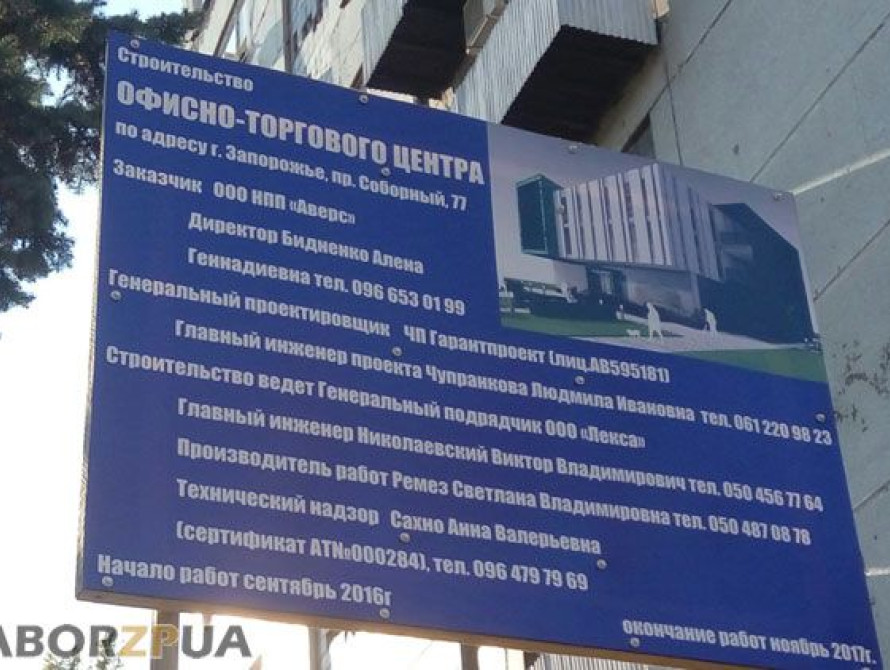 Строительство
ОФИСНО-ТОРГОВОГО ЦЕНТРА
по адресу г. Запорожье, пр. Соборный, 77
Заказчик ООО НПП «Аверс»
Директор Бидненко Алена
Геннадиевна тел. 096 653 01 99
Генеральный проектировщик ЧП Гарантпроект (лиц.АВ595181)
Главный инженер проекта Чупранкова Людмила Ивановна тел. 061 220 98 23
Строительство ведет Генеральный подрядчик ООО «Лекса»
Главный инженер Николаевский Виктор Владимирович тел. 050 456 77 64
Производитель работ Ремез Светлана Владимировна тел. 050 487 08 78
Технический надзор Сахно Анна Валерьевна
(сертификат АТ№000284), тел. 096 479 79 69
Начало работ сентябрь 2016г
окончание работ ноябрь 2017г.
ABORZPUA